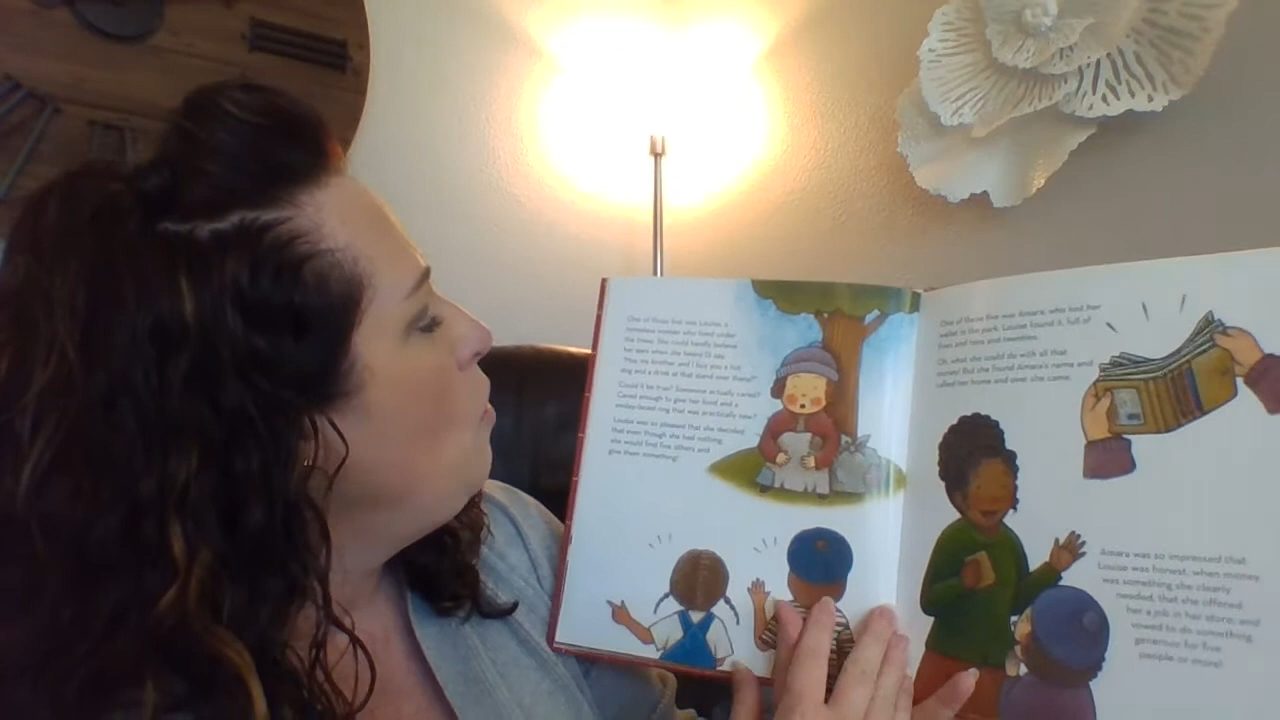 One of those five was Louise, a
homeless woman who lived under
the trees. She could hardly believe
her ears when she heard
"May my brother and I buy you a hot
dog and a drink at that stand over there?"
Could it be true? Someone actually cared?
Cared enough to give her food and a
smiley-faced ring that was practically new?
Louise was so pleased that she decided
that even though she had nothing,
she would find five others and
give them something!
One of those five was Amara, who lost her
wallet in the park. Louise found it, full of
fives and tens and twenties.
Oh, what she could do with all that
money! But she found Amara's name and
called her home and over she came.
Amara was so impressed that
Louise was honest, when money
was something she clearly
needed, that she offered
her a job in her store, and
vowed to do something
generous for five
people or more!